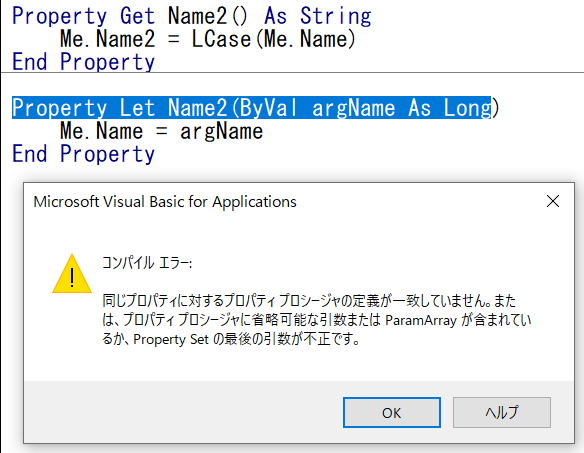 Property Get Name2() As String
    Me.Name2 = LCase(Me.Name)
End Property
Property Let Name2(ByVal argName As Long)
    Me.Name = argName
End Property
Microsoft Visual Basic for Applications
コンパイル エラー:
同じプロパティに対するプロパティ プロシージャの定義が一致していません。また
は、プロパティ プロシージャに省略可能な引数または ParamArray が含まれてい
るか、Property Set の最後の引数が不正です。
OK
ヘルプ